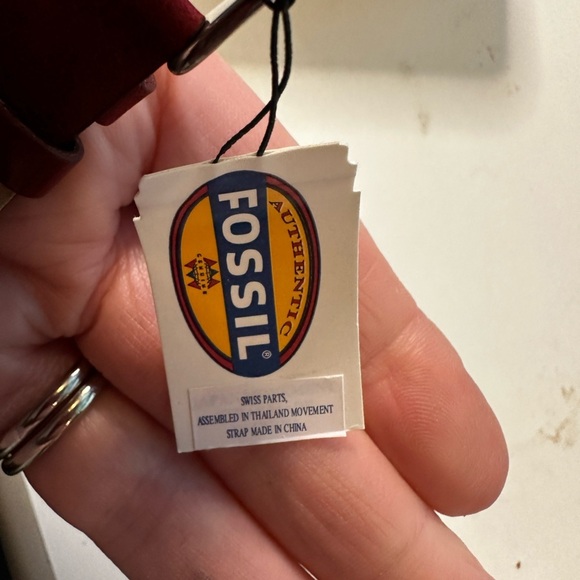 FOSSIL®
AUTHENTIC
SWISS PARTS,
ASSEMBLED IN THAILAND MOVEMENT
STRAP MADE IN CHINA